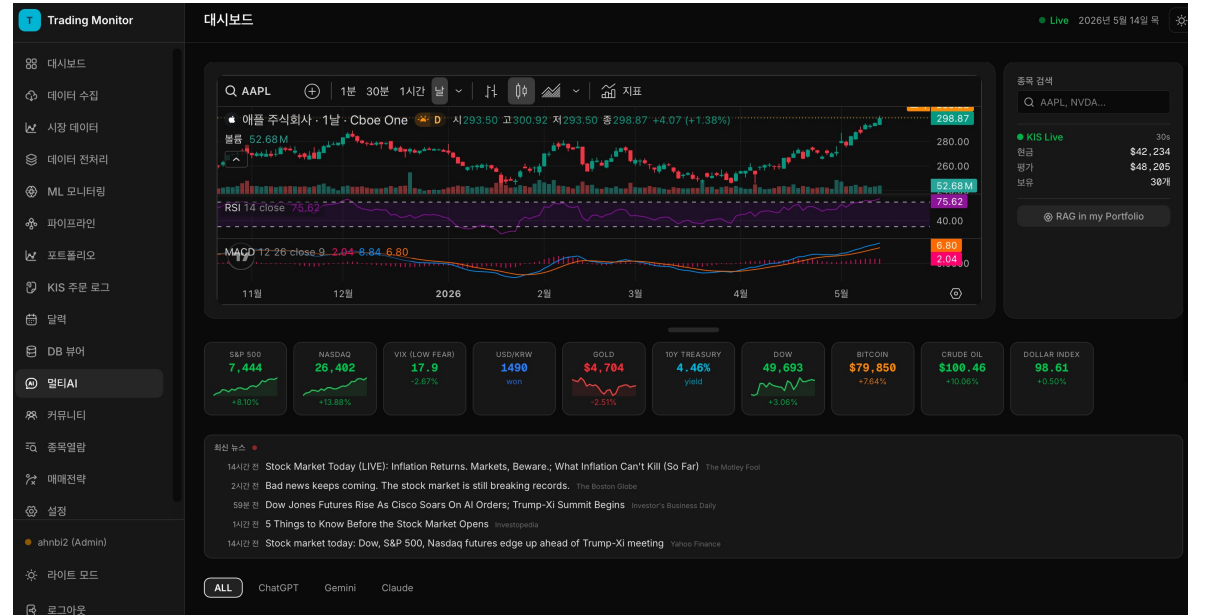 T Trading Monitor
대시보드
Live 2026년 5월 14일 목
대시보드
데이터 수집
시장 데이터
데이터 전처리
ML 모니터링
파이프라인
포트폴리오
KIS 주문 로그
달력
DB 뷰어
AI 멀티AI
커뮤니티
종목열람
매매전략
설정
ahnbi2 (Admin)
라이트 모드
로그아웃
AAPL 1분 30분 1시간 날 지표
애플 주식회사 · 1날 · Cboe One D 시293.50 고300.92 저293.50 종298.87 +4.07 (+1.38%)
볼륨 52.68M
298.87
280.00
260.00
52.68M
RSI 14 close 75.62
75.62
40.00
MACD 12 26 close 9 2.04 8.84 6.80
6.80
2.04
11월 12월 2026 2월 3월 4월 5월
종목 검색
AAPL, NVDA...
KIS Live 30s
현금 $42,234
평가 $48,205
보유 30개
RAG in my Portfolio
S&P 500
7,444
+8.10%
NASDAQ
26,402
+13.88%
VIX (LOW FEAR)
17.9
-2.67%
USD/KRW
1490
won
GOLD
$4,704
-2.51%
10Y TREASURY
4.46%
yield
DOW
49,693
+3.06%
BITCOIN
$79,850
+7.64%
CRUDE OIL
$100.46
+10.06%
DOLLAR INDEX
98.61
+0.50%
최신 뉴스
14시간 전 Stock Market Today (LIVE): Inflation Returns. Markets, Beware.; What Inflation Can't Kill (So Far) The Motley Fool
2시간 전 Bad news keeps coming. The stock market is still breaking records. The Boston Globe
59분 전 Dow Jones Futures Rise As Cisco Soars On AI Orders; Trump-Xi Summit Begins Investor's Business Daily
1시간 전 5 Things to Know Before the Stock Market Opens Investopedia
14시간 전 Stock market today: Dow, S&P 500, Nasdaq futures edge up ahead of Trump-Xi meeting Yahoo Finance
ALL ChatGPT Gemini Claude